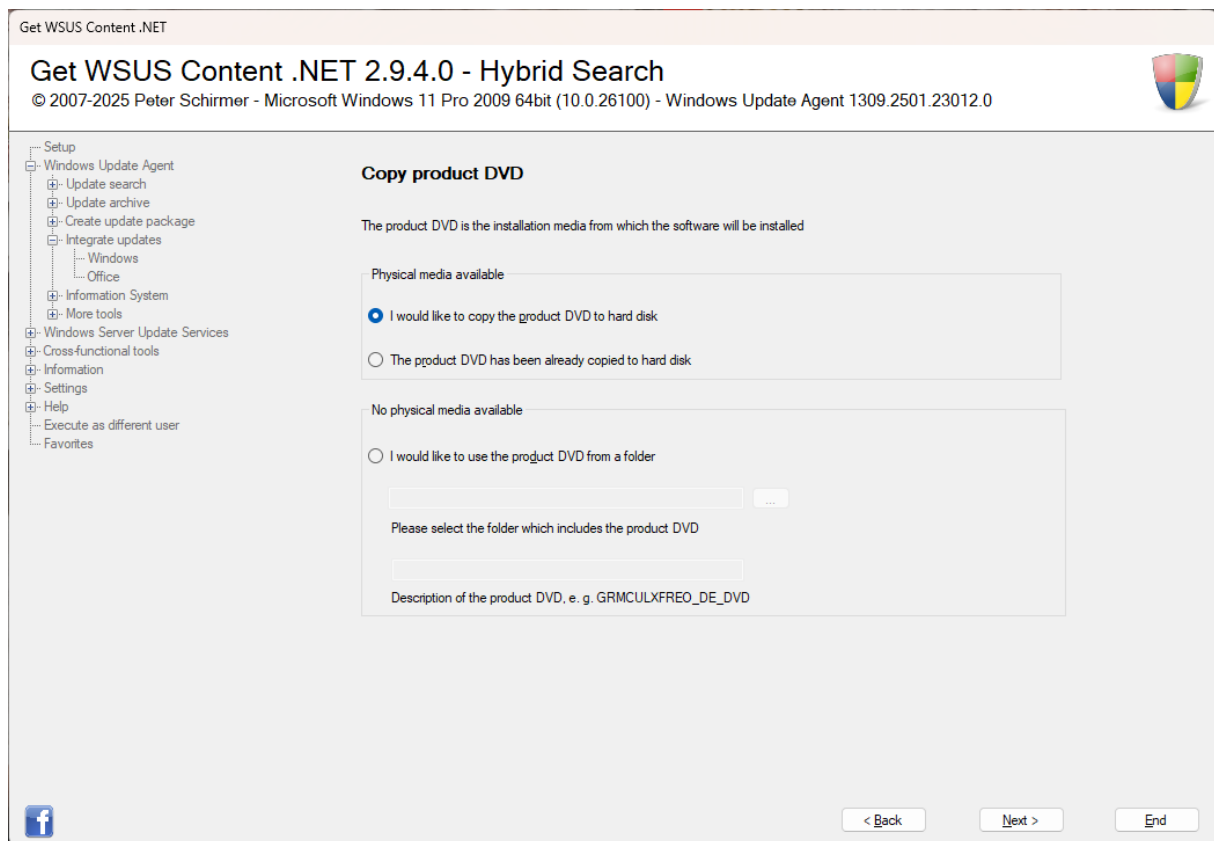 Get WSUS Content .NET
Get WSUS Content .NET 2.9.4.0 - Hybrid Search
© 2007-2025 Peter Schirmer - Microsoft Windows 11 Pro 2009 64bit (10.0.26100) - Windows Update Agent 1309.2501.23012.0
Setup
Windows Update Agent
Update search
Update archive
Create update package
Integrate updates
Windows
Office
Information System
More tools
Windows Server Update Services
Cross-functional tools
Information
Settings
Help
Execute as different user
Favorites
Copy product DVD
The product DVD is the installation media from which the software will be installed
Physical media available
I would like to copy the product DVD to hard disk
The product DVD has been already copied to hard disk
No physical media available
I would like to use the product DVD from a folder
...
Please select the folder which includes the product DVD
Description of the product DVD, e. g. GRMCULXFREO_DE_DVD
f
< Back
Next >
End